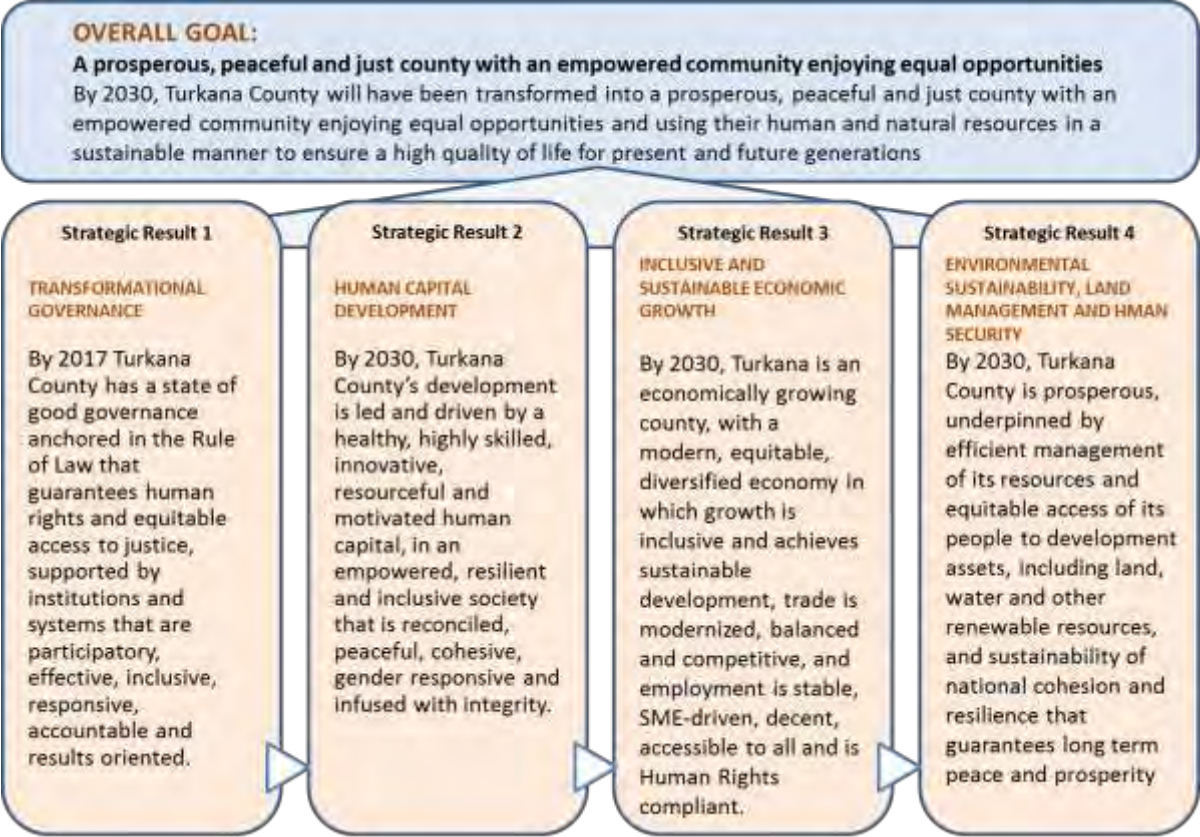 OVERALL GOAL:
A prosperous, peaceful and just county with an empowered community enjoying equal opportunities
By 2030, Turkana County will have been transformed into a prosperous, peaceful and just county with an
empowered community enjoying equal opportunities and using their human and natural resources in a
sustainable manner to ensure a high quality of life for present and future generations
Strategic Result 1
TRANSFORMATIONAL
GOVERNANCE
By 2017 Turkana
County has a state of
good governance
anchored in the Rule
of Law that
guarantees human
rights and equitable
access to justice,
supported by
institutions and
systems that are
participatory,
effective, inclusive,
responsive,
accountable and
results oriented.
Strategic Result 2
HUMAN CAPITAL
DEVELOPMENT
By 2030, Turkana
County's development
is led and driven by a
healthy, highly skilled,
innovative,
resourceful and
motivated human
capital, in an
empowered, resilient
and inclusive society
that is reconciled,
peaceful, cohesive,
gender responsive and
infused with integrity.
Strategic Result 3
INCLUSIVE AND
SUSTAINABLE ECONOMIC
GROWTH
By 2030, Turkana is an
economically growing
county, with a
modern, equitable,
diversified economy in
which growth is
inclusive and achieves
sustainable
development, trade is
modernized, balanced
and competitive, and
employment is stable,
SME-driven, decent,
accessible to all and is
Human Rights
compliant.
Strategic Result 4
ENVIRONMENTAL
SUSTAINABILITY, LAND
MANAGEMENT AND HMAN
SECURITY
By 2030, Turkana
County is prosperous,
underpinned by
efficient management
of its resources and
equitable access of its
people to development
assets, including land,
water and other
renewable resources,
and sustainability of
national cohesion and
resilience that
guarantees long term
peace and prosperity